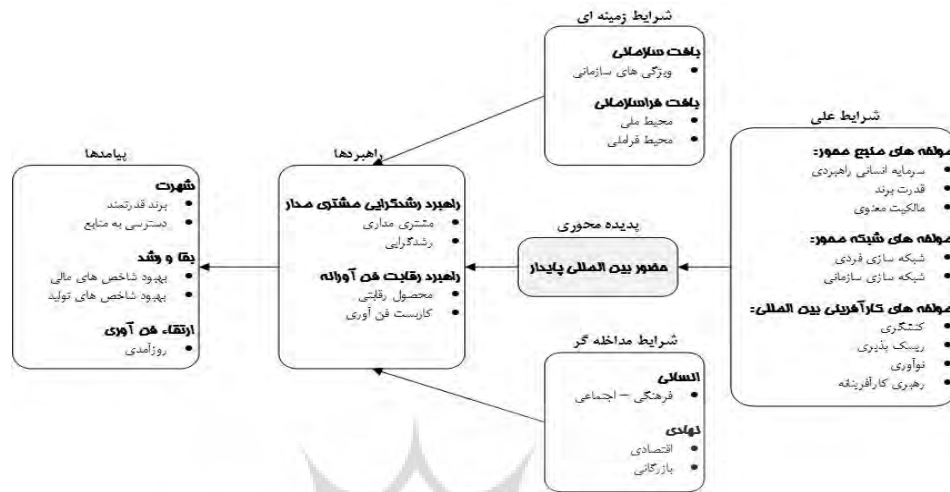 شرایط علی
مولفه های منبع محور:
سرمایه انسانی راهبردی
قدرت برند
مالکیت معنوی
مولفه های شبکه محور:
شبکه سازی فردی
شبکه سازی سازمانی
مولفه های کارآفرینی بین المللی:
کنشگری
ریسک پذیری
نوآوری
رهبری کارآفرینانه
شرایط زمینه ای
بافت سازمانی
ویژگی های سازمانی
بافت فراسازمانی
محیط ملی
محیط فراملی
پدیده محوری
حضور بین المللی پایدار
شرایط مداخله گر
انسانی
فرهنگی – اجتماعی
نهادی
اقتصادی
بازرگانی
راهبردها
راهبرد رشدگرایی مشتری مدار
مشتری مداری
رشدگرایی
راهبرد رقابت فن آورانه
محصول رقابتی
کاربست فن آوری
پیامدها
شهرت
برند قدرتمند
دسترسی به منابع
بقا و رشد
بهبود شاخص های مالی
بهبود شاخص های تولید
ارتقاء فن آوری
روزآمدی